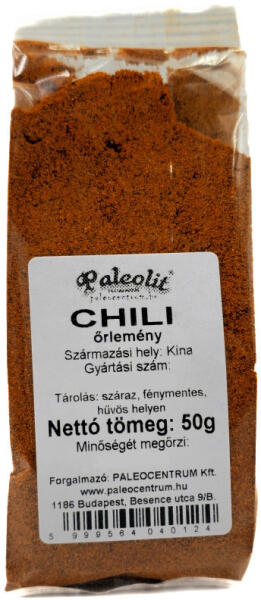 Paleolit®
paleocentrum.hu
CHILI
őrlemény
Származási hely: Kina
Gyártási szám:
Tárolás: száraz, fénymentes,
hűvös helyen
Nettó tömeg: 50g
Minőségét megőrzi:
Forgalmazó: PALEOCENTRUM Kft.
www.paleocentrum.hu
1186 Budapest, Besence utca 9/B.
5 999564 040124